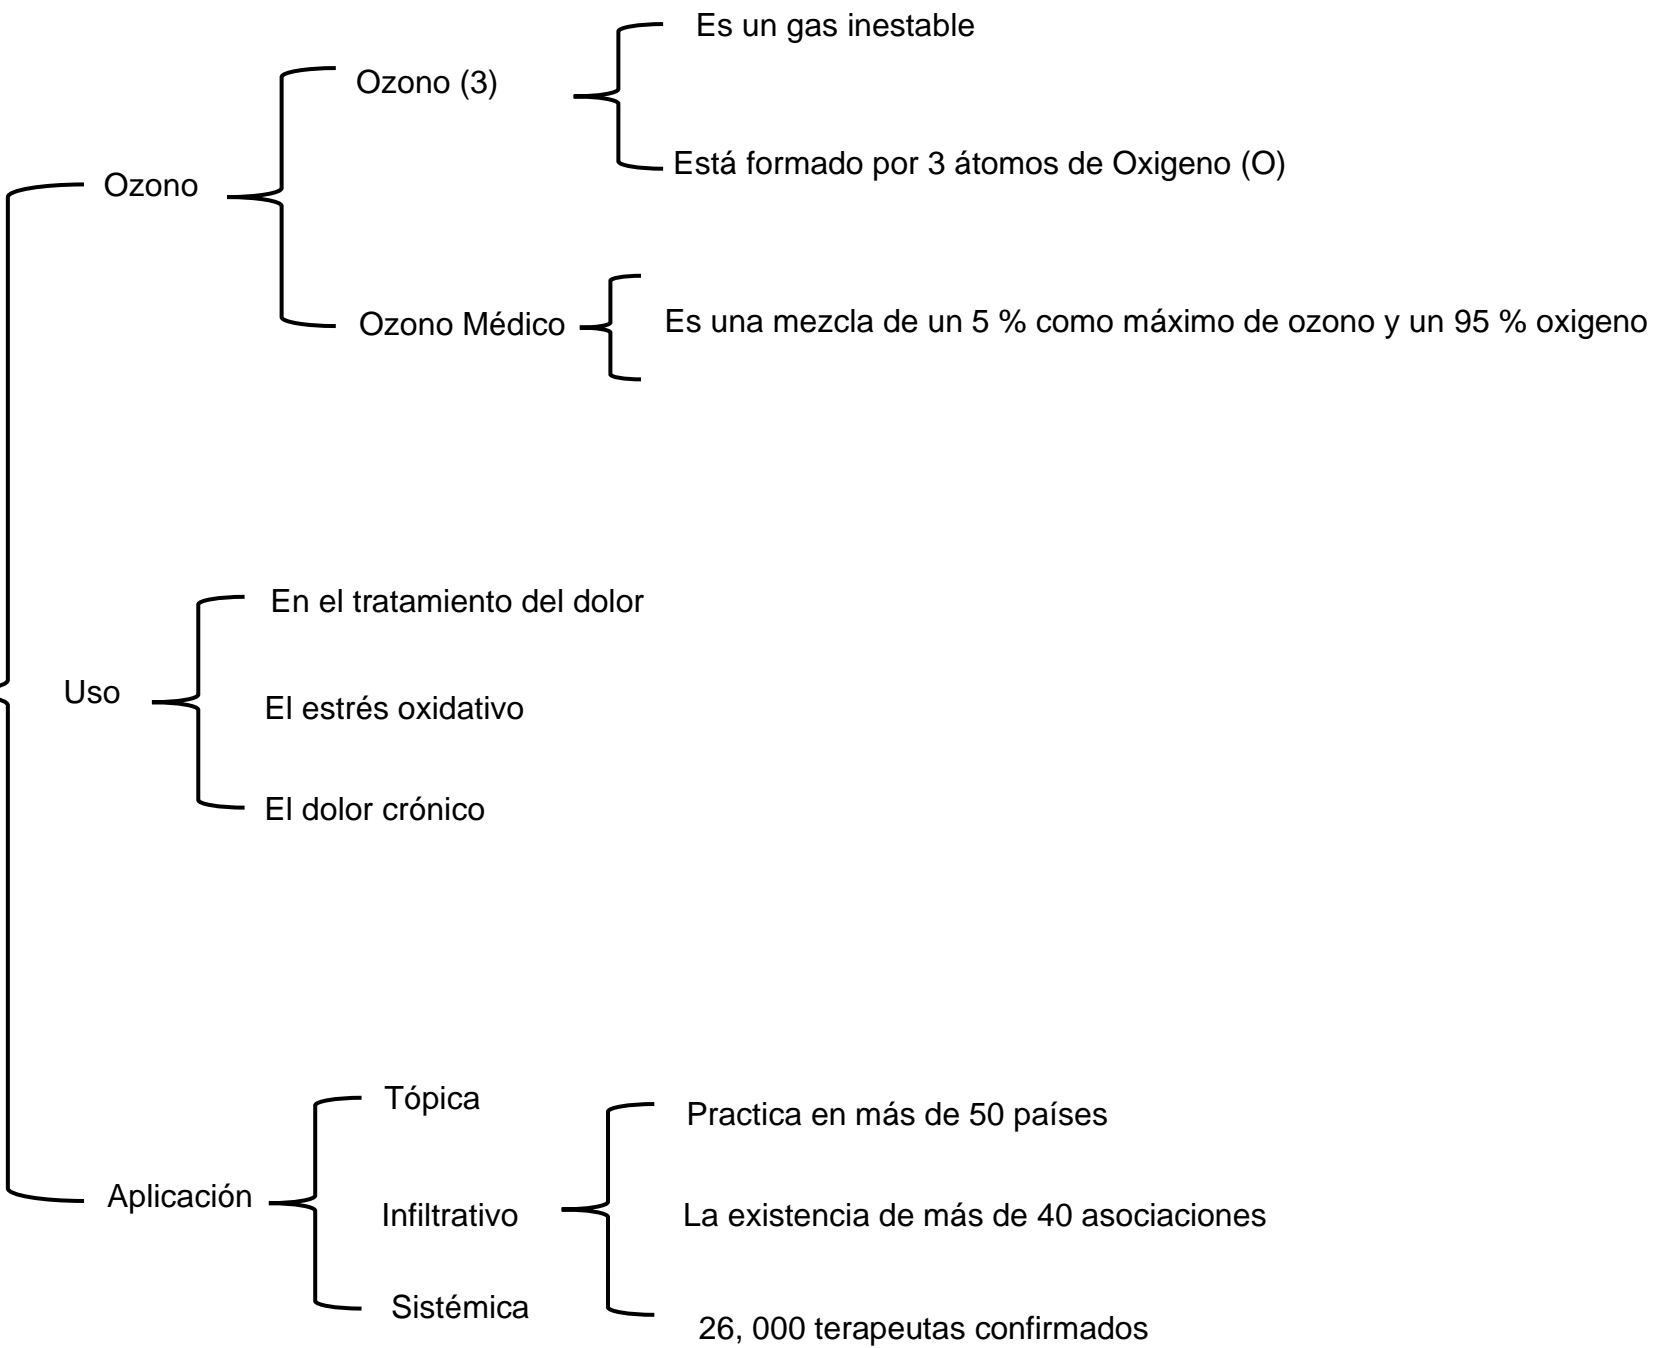 Es un gas inestable
Ozono (3)
Está formado por 3 átomos de Oxigeno (O)
Ozono
Ozono Médico
Es una mezcla de un 5 % como máximo de ozono y un 95 % oxigeno
En el tratamiento del dolor
Uso
El estrés oxidativo
El dolor crónico
Tópica
Practica en más de 50 países
Aplicación
Infiltrativo
La existencia de más de 40 asociaciones
Sistémica
26, 000 terapeutas confirmados